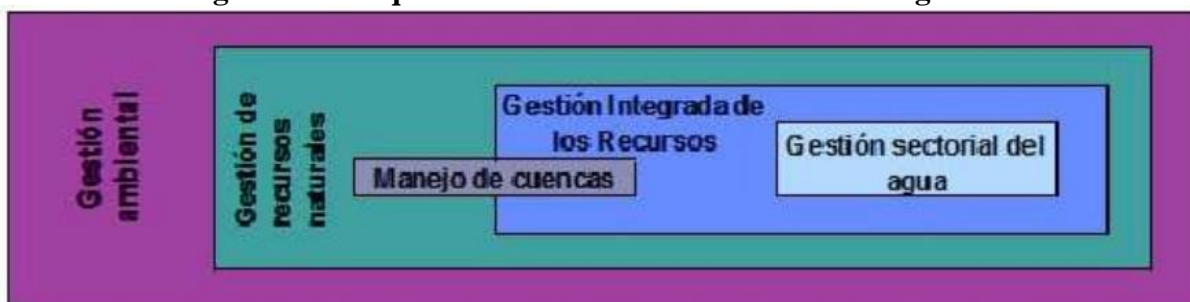 Gestión
ambiental
Gestión de
recursos
naturales
Gestión Integrada de
los Recursos
Manejo de cuencas
Gestión sectorial del
agua